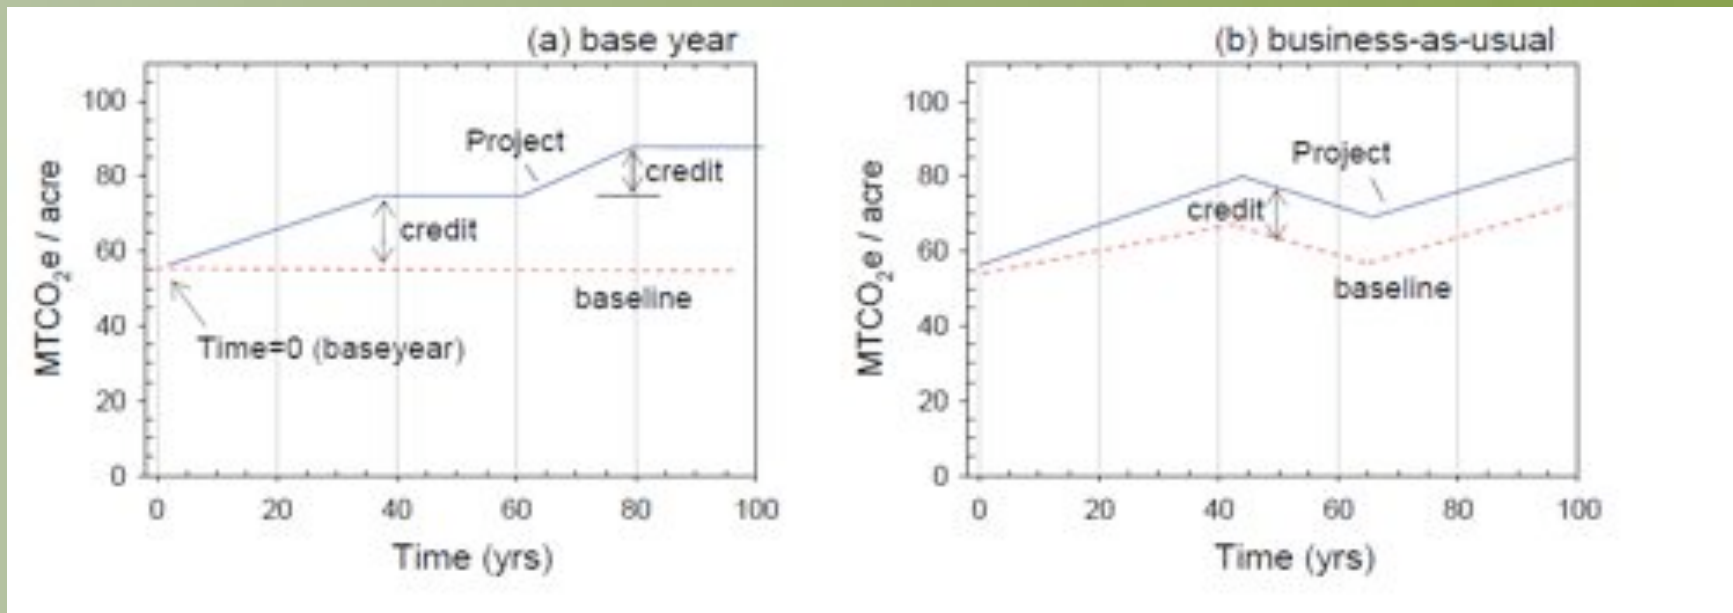 (a) base year
100
80
60
40
20
0
MTCO₂e / acre
Project
credit
credit
baseline
Time=0 (baseyear)
0 20 40 60 80 100
Time (yrs)
(b) business-as-usual
100
80
60
40
20
0
MTCO₂e / acre
Project
credit
baseline
0 20 40 60 80 100
Time (yrs)